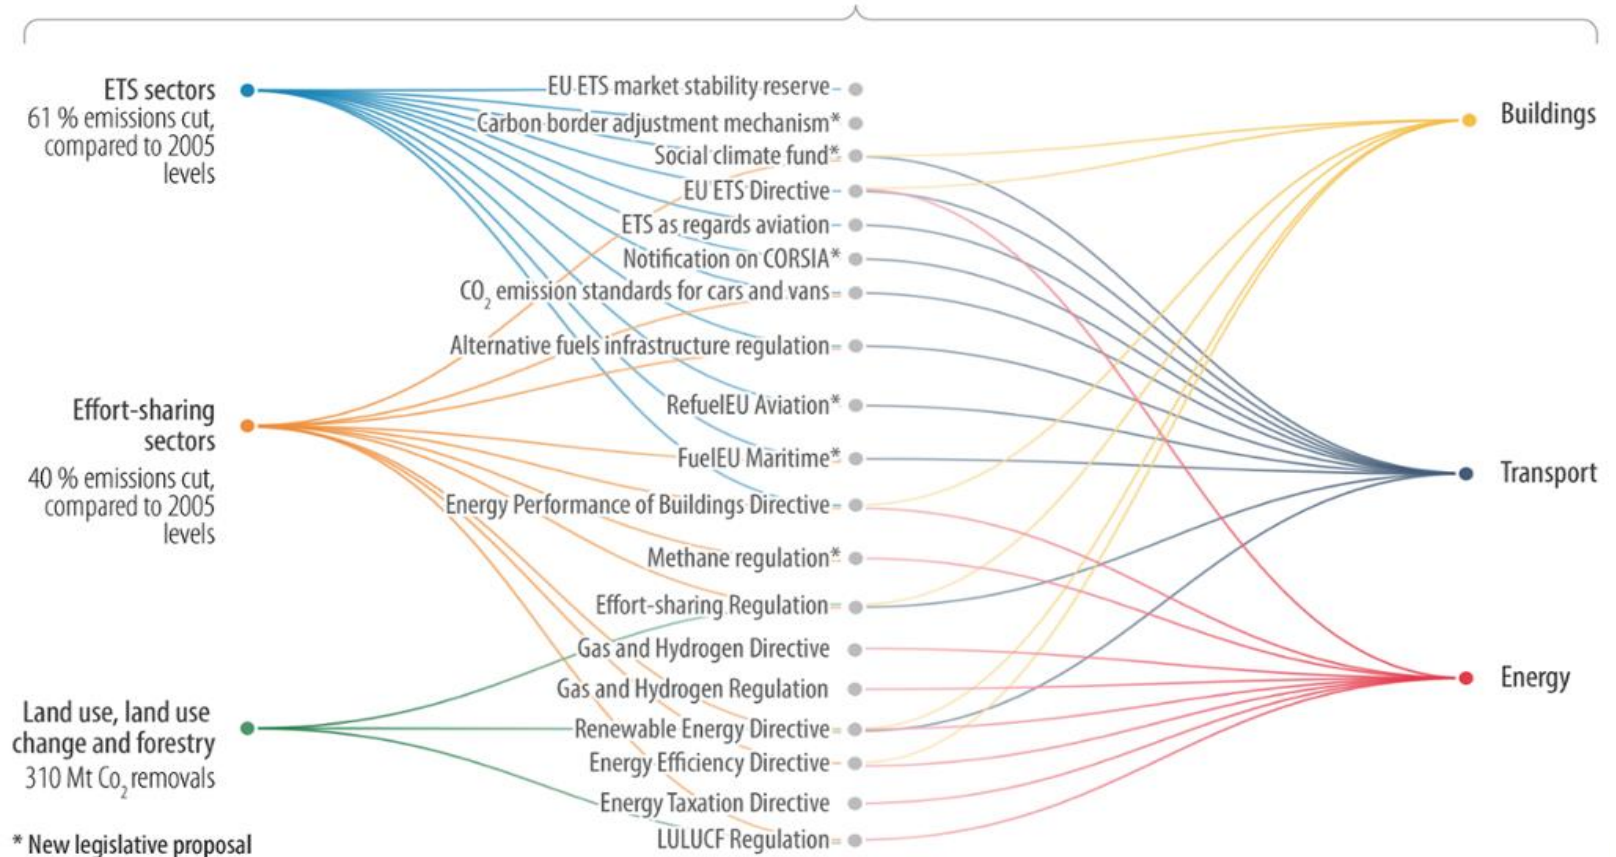 ETS sectors
61 % emissions cut,
compared to 2005
levels
Effort-sharing
sectors
40 % emissions cut,
compared to 2005
levels
Land use, land use
change and forestry
310 Mt Co₂ removals
* New legislative proposal
EU ETS market stability reserve
Carbon border adjustment mechanism*
Social climate fund*
EU ETS Directive
ETS as regards aviation
Notification on CORSIA*
CO₂ emission standards for cars and vans
Alternative fuels infrastructure regulation
RefuelEU Aviation*
FuelEU Maritime*
Energy Performance of Buildings Directive
Methane regulation*
Effort-sharing Regulation
Gas and Hydrogen Directive
Gas and Hydrogen Regulation
Renewable Energy Directive
Energy Efficiency Directive
Energy Taxation Directive
LULUCF Regulation
Buildings
Transport
Energy